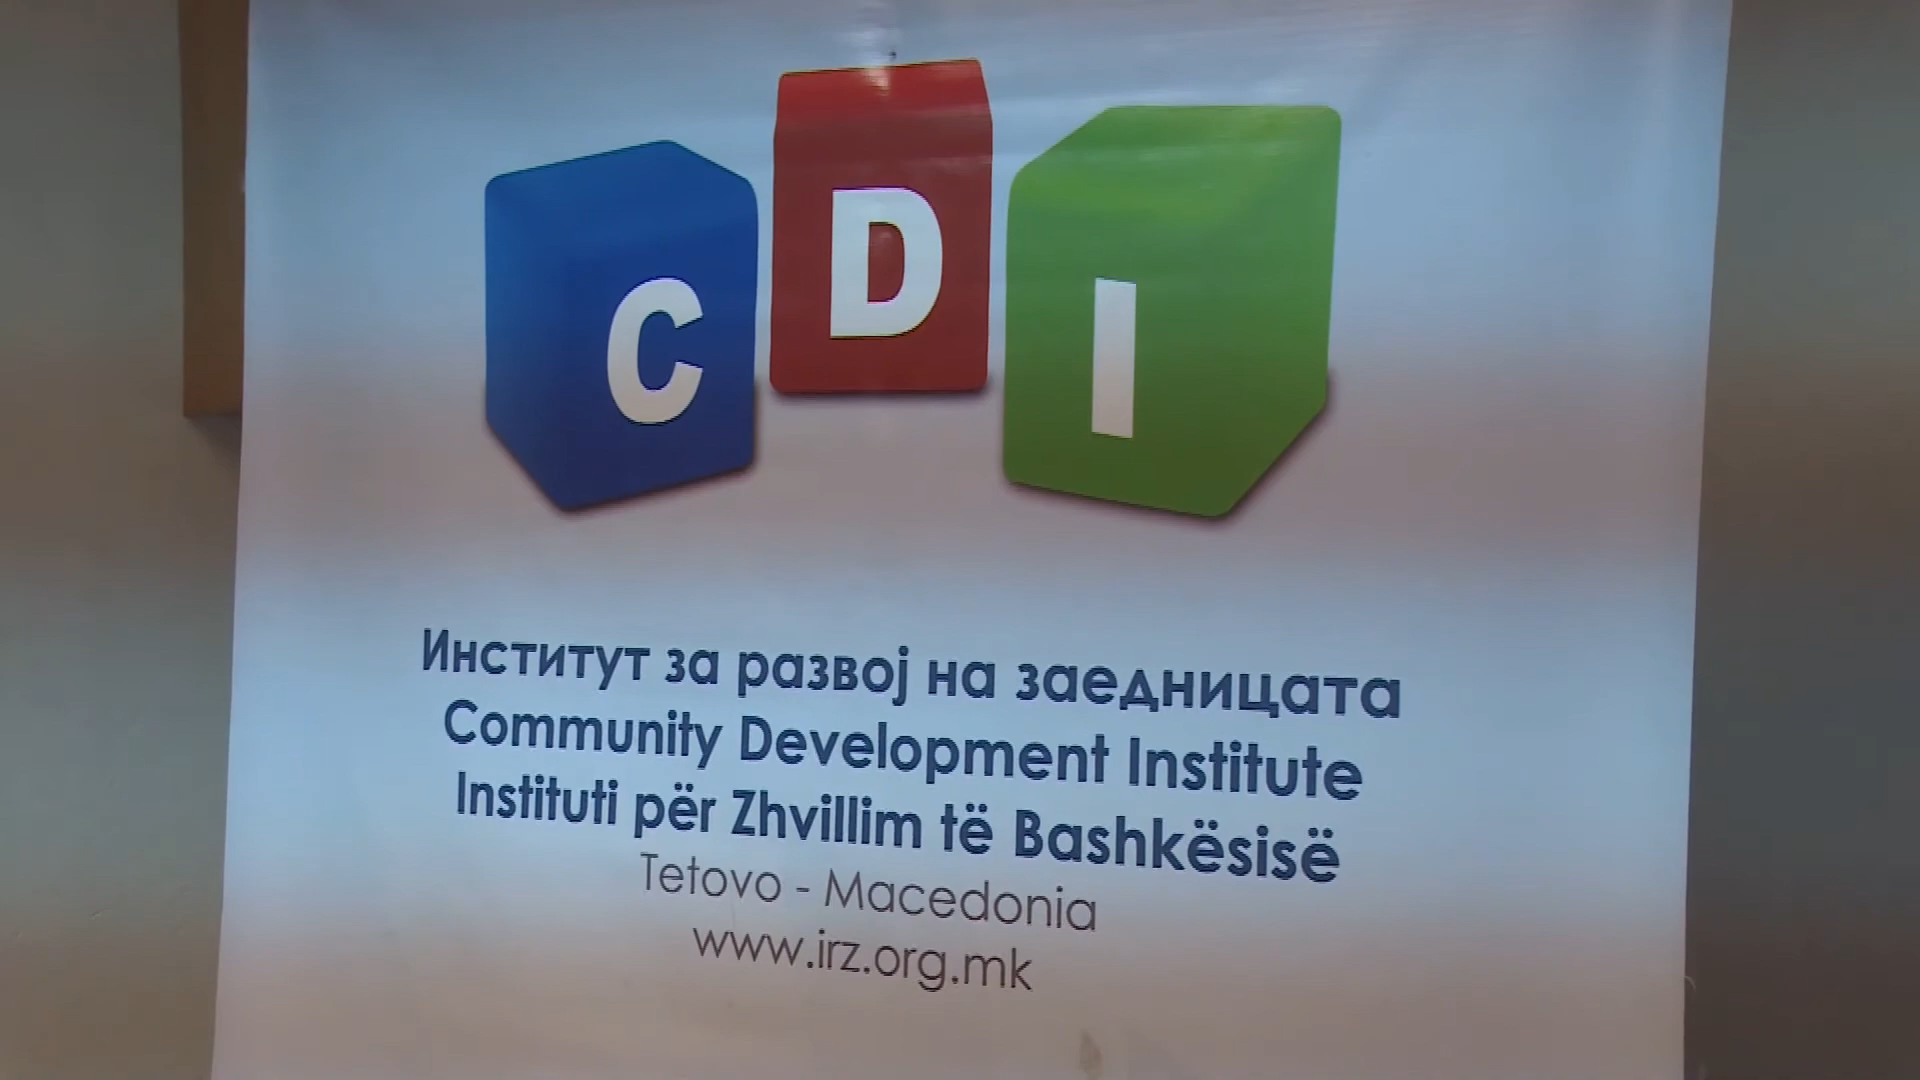 CDI
Институт за развој на заедницата
Community Development Institute
Instituti për Zhvillim të Bashkësisë
Tetovo - Macedonia
www.irz.org.mk